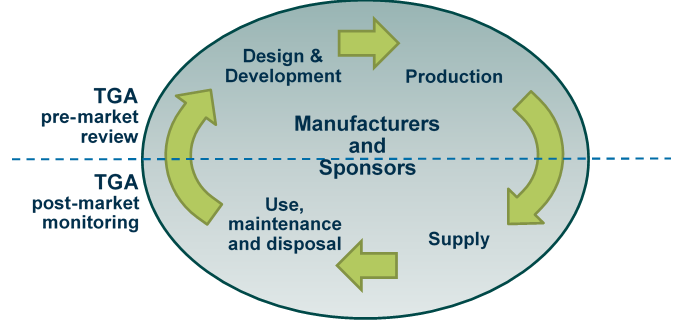 Design &
Development
Production
TGA
pre-market
review
Manufacturers
and
Sponsors
TGA
post-market
monitoring
Use,
maintenance
and disposal
Supply